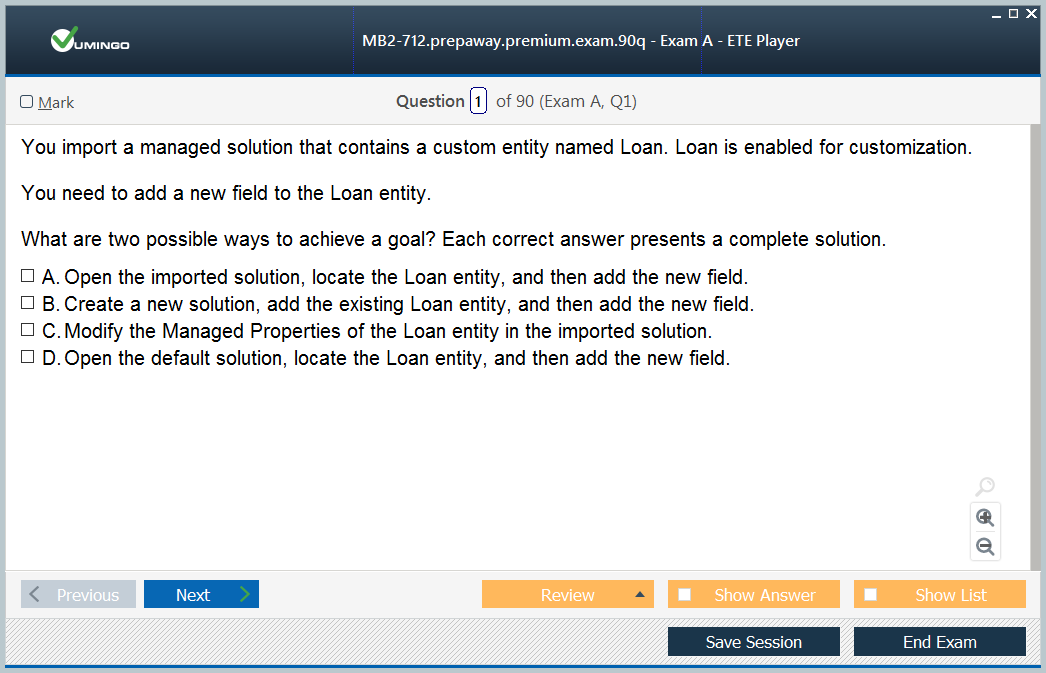 VUMINGO
MB2-712.prepaway.premium.exam.90q - Exam A - ETE Player
Mark
Question 1 of 90 (Exam A, Q1)
You import a managed solution that contains a custom entity named Loan. Loan is enabled for customization.
You need to add a new field to the Loan entity.
What are two possible ways to achieve a goal? Each correct answer presents a complete solution.
A. Open the imported solution, locate the Loan entity, and then add the new field.
B. Create a new solution, add the existing Loan entity, and then add the new field.
C. Modify the Managed Properties of the Loan entity in the imported solution.
D. Open the default solution, locate the Loan entity, and then add the new field.
Previous Next Review Show Answer Show List
Save Session End Exam